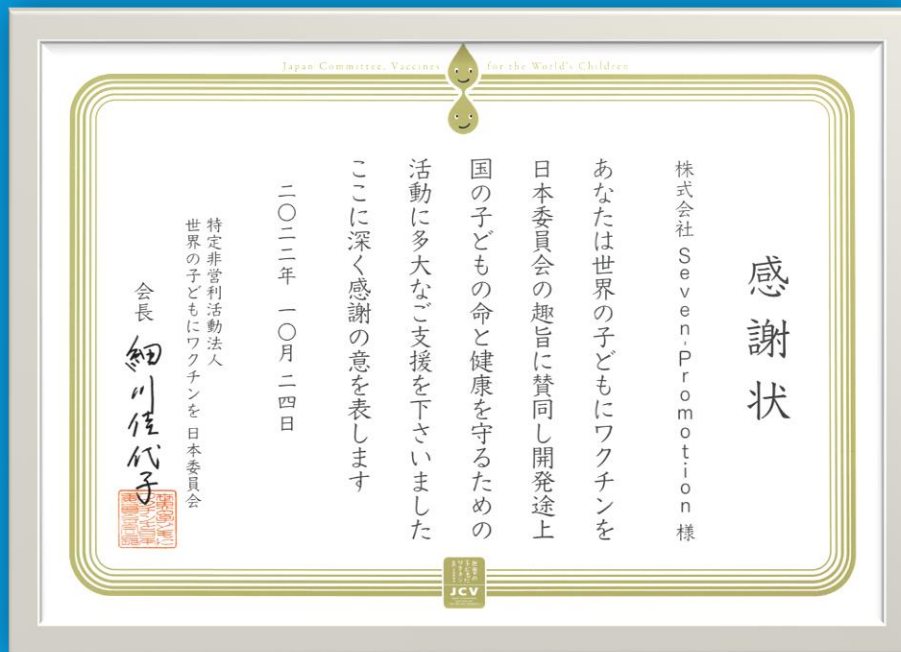 Japan Committee, Vaccines for the World's Children
感謝状
株式会社 Seven-Promotion 様
あなたは世界の子どもにワクチンを
日本委員会の趣旨に賛同し開発途上
国の子どもの命と健康を守るための
活動に多大なご支援を下さいました
ここに深く感謝の意を表します
二〇二二年 一〇月 二四日
特定非営利活動法人
世界の子どもにワクチンを 日本委員会
会長 細川佳代子
JCV